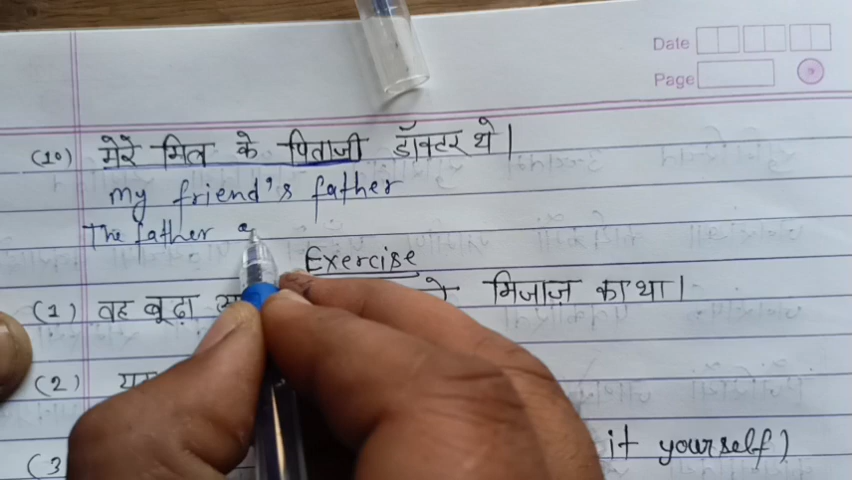 Date
Page
(10) मेरे मित्र के पिताजी डॉक्टर थे।
my friend's father
The father
Exercise
(1) वह बूढ़ा मिजाज़ का था।
(2)
(3 it yourself)